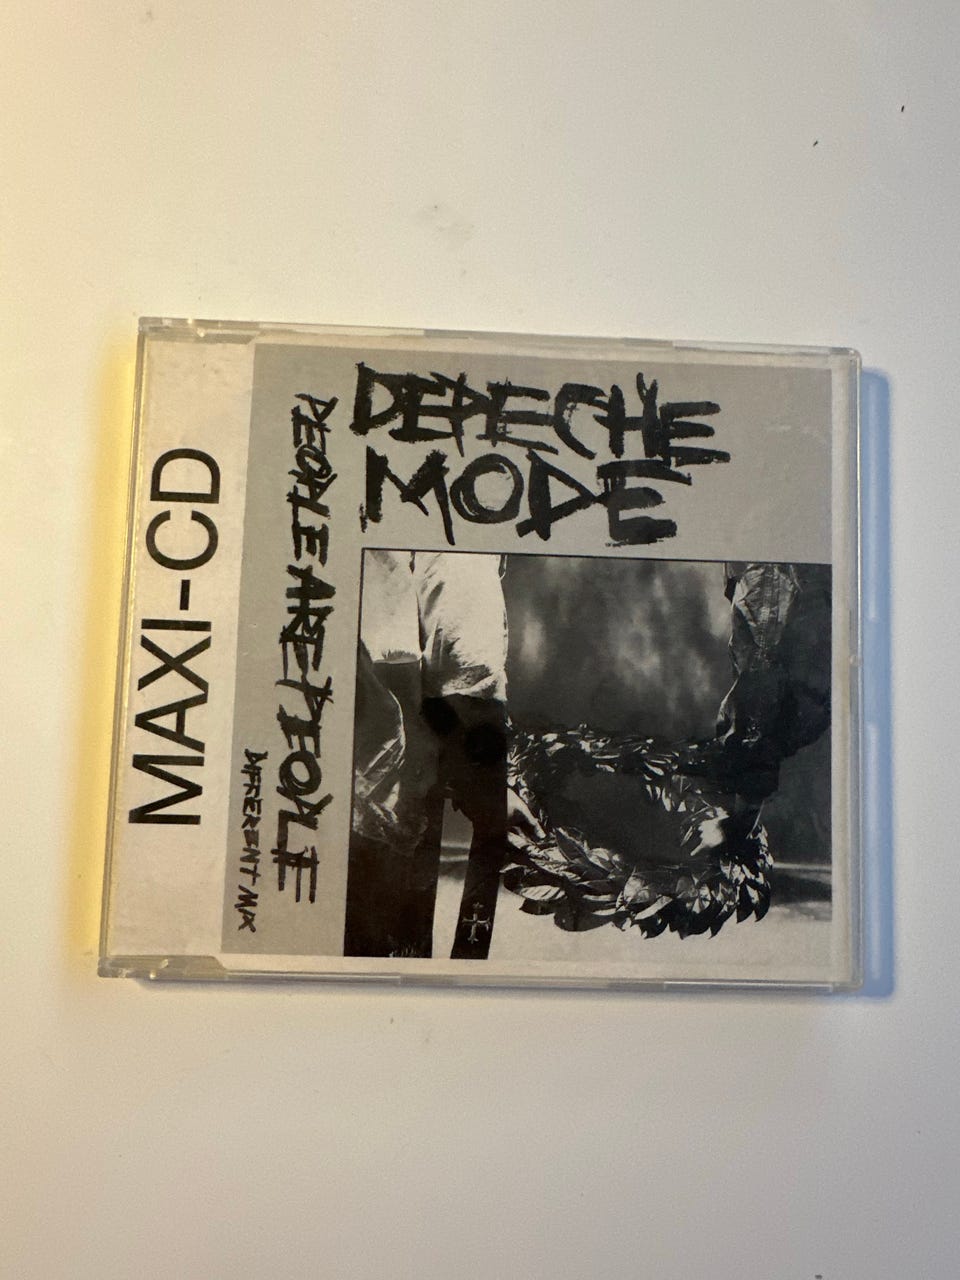 MAXI-CD
DEPECHE
MODE
PEOPLE ARE PEOPLE
DIFFERENT MIX